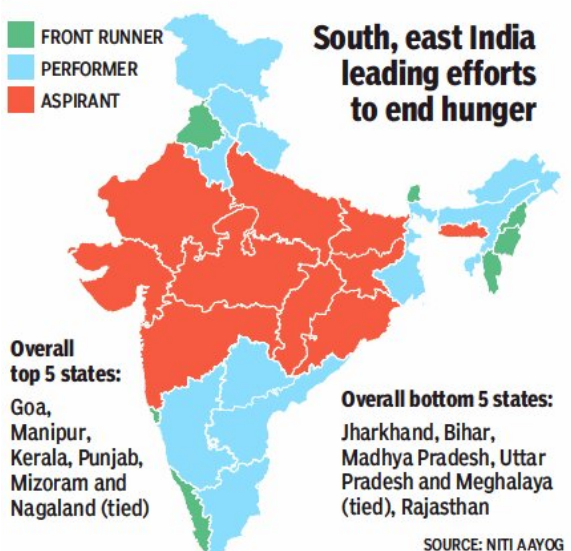 FRONT RUNNER
PERFORMER
ASPIRANT
South, east India
leading efforts
to end hunger
Overall
top 5 states:
Goa,
Manipur,
Kerala, Punjab,
Mizoram and
Nagaland (tied)
Overall bottom 5 states:
Jharkhand, Bihar,
Madhya Pradesh, Uttar
Pradesh and Meghalaya
(tied), Rajasthan
SOURCE: NITI AAYOG